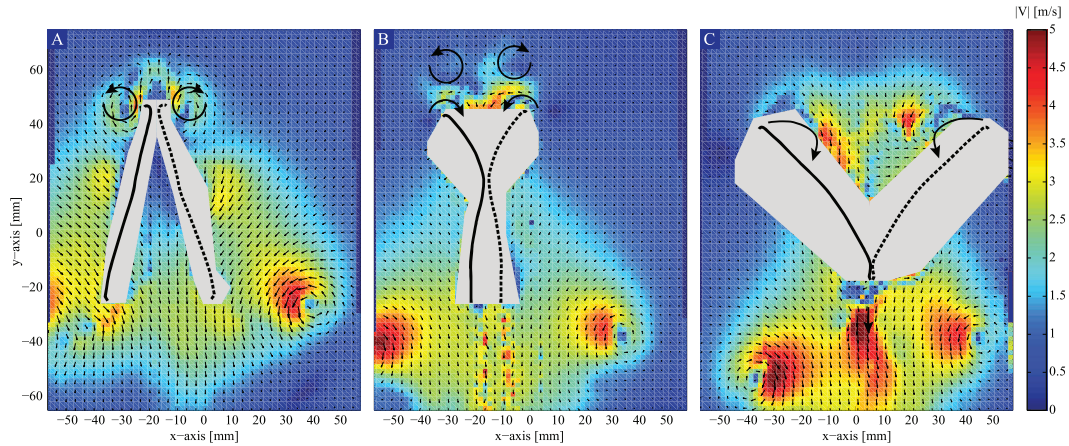 |V| [m/s]
A
B
C
5
4.5
4
3.5
3
2.5
2
1.5
1
0.5
0
60
40
20
0
−20
−40
−60
y−axis [mm]
−50 −40 −30 −20 −10 0 10 20 30 40 50
−50 −40 −30 −20 −10 0 10 20 30 40 50
−50 −40 −30 −20 −10 0 10 20 30 40 50
x−axis [mm]
x−axis [mm]
x−axis [mm]